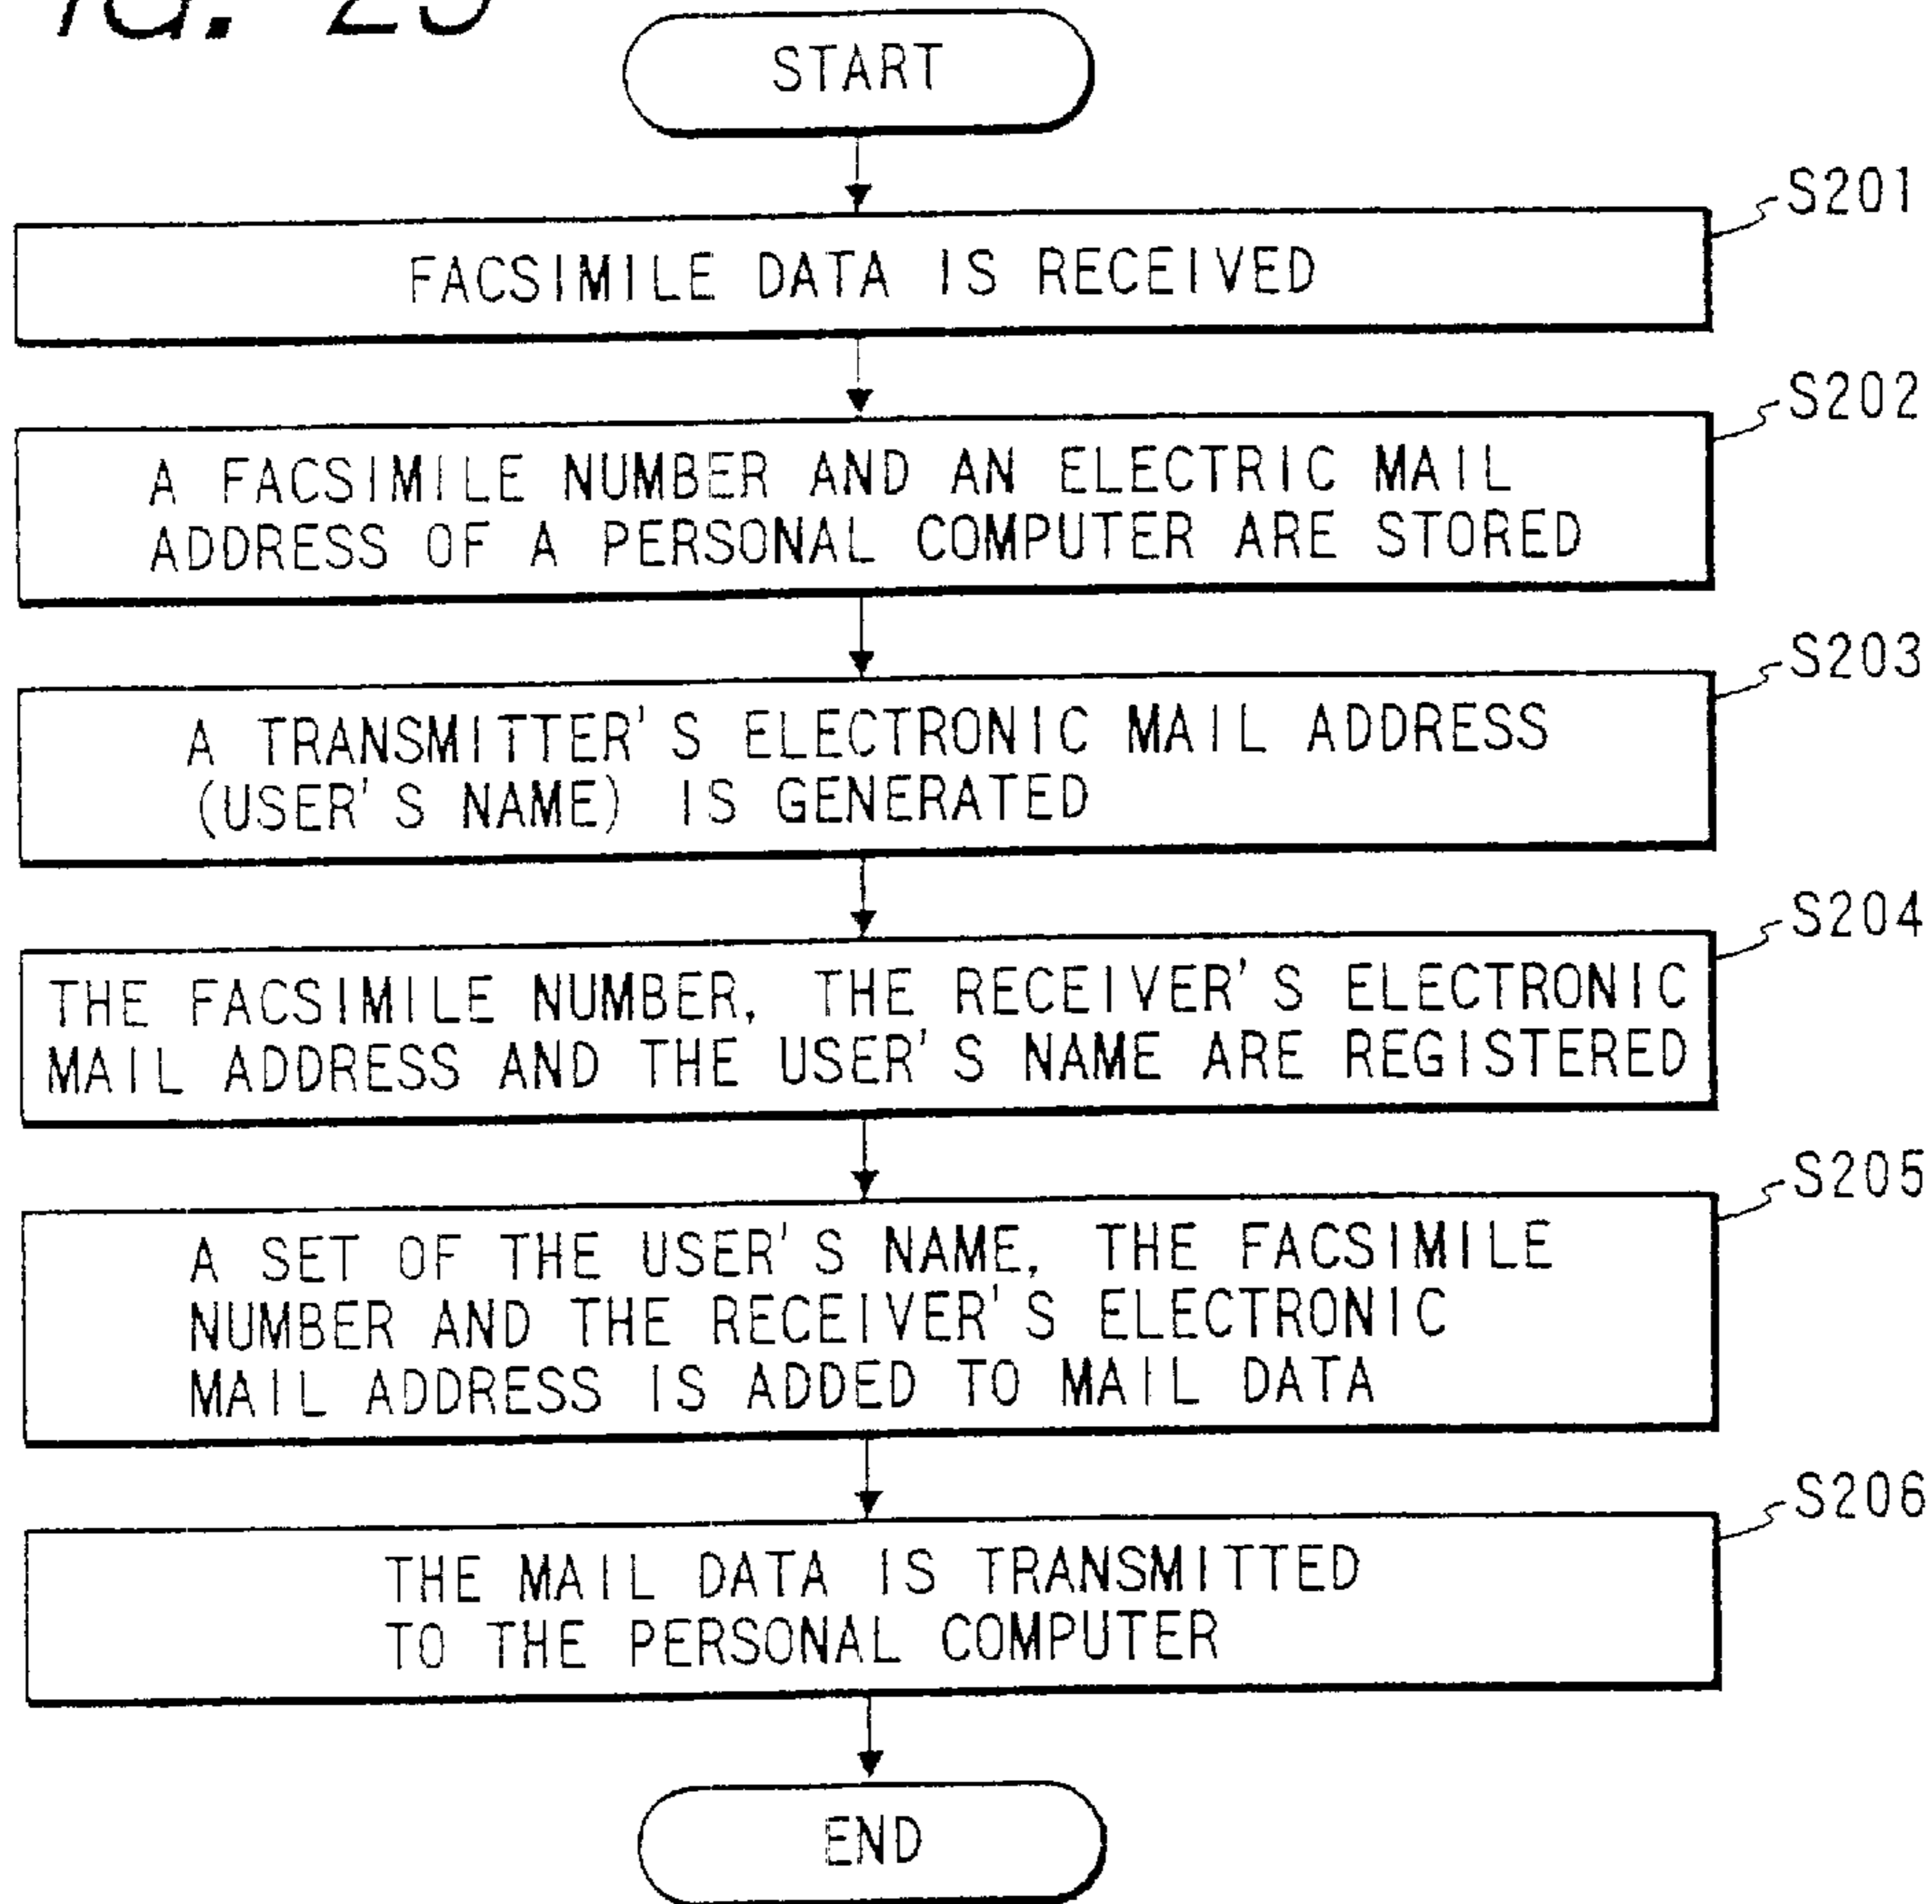 START
S201
FACSIMILE DATA IS RECEIVED
S202
A FACSIMILE NUMBER AND AN ELECTRIC MAIL
ADDRESS OF A PERSONAL COMPUTER ARE STORED
S203
A TRANSMITTER'S ELECTRONIC MAIL ADDRESS
(USER'S NAME) IS GENERATED
S204
THE FACSIMILE NUMBER, THE RECEIVER'S ELECTRONIC
MAIL ADDRESS AND THE USER'S NAME ARE REGISTERED
S205
A SET OF THE USER'S NAME, THE FACSIMILE
NUMBER AND THE RECEIVER'S ELECTRONIC
MAIL ADDRESS IS ADDED TO MAIL DATA
S206
THE MAIL DATA IS TRANSMITTED
TO THE PERSONAL COMPUTER
END